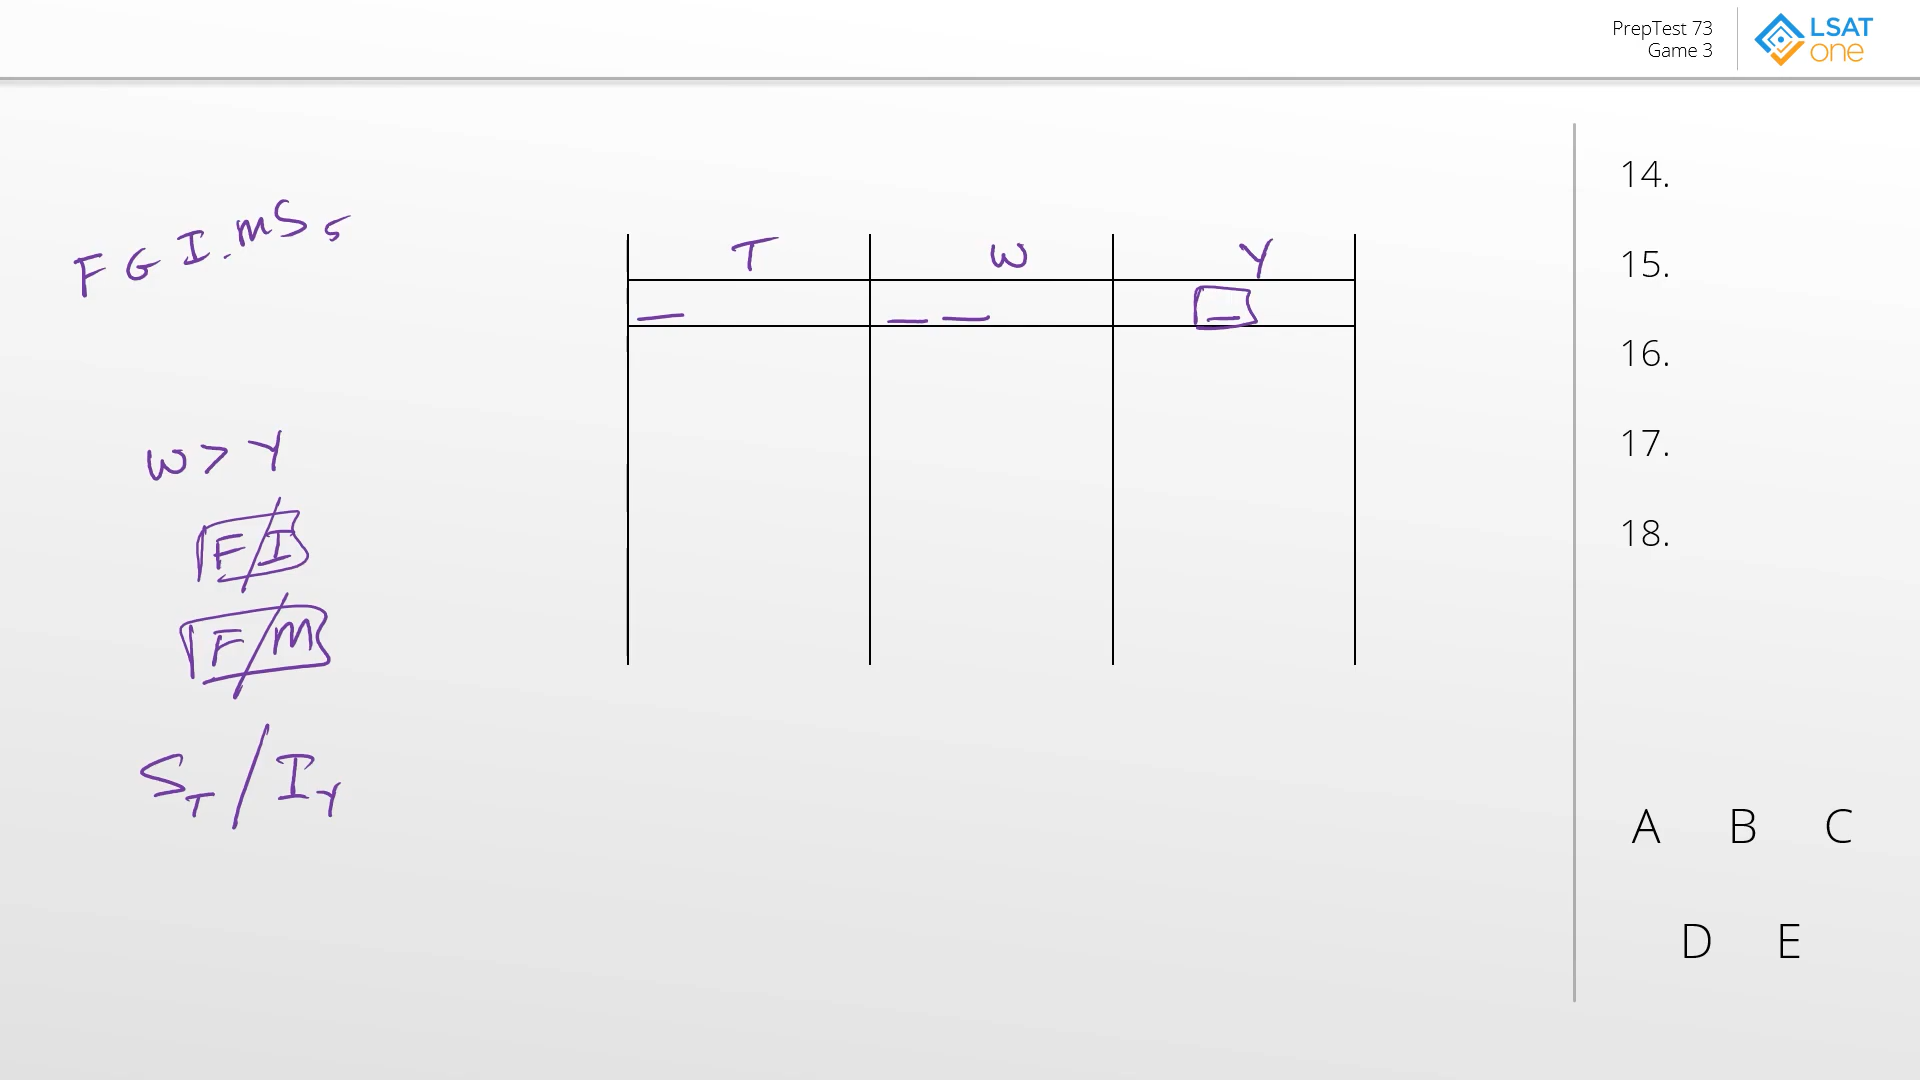 PrepTest 73
Game 3
LSAT
one
F G I M S 5
T W Y
W > Y
F/I
F/M
S T / I Y
14.
15.
16.
17.
18.
A B C
D E